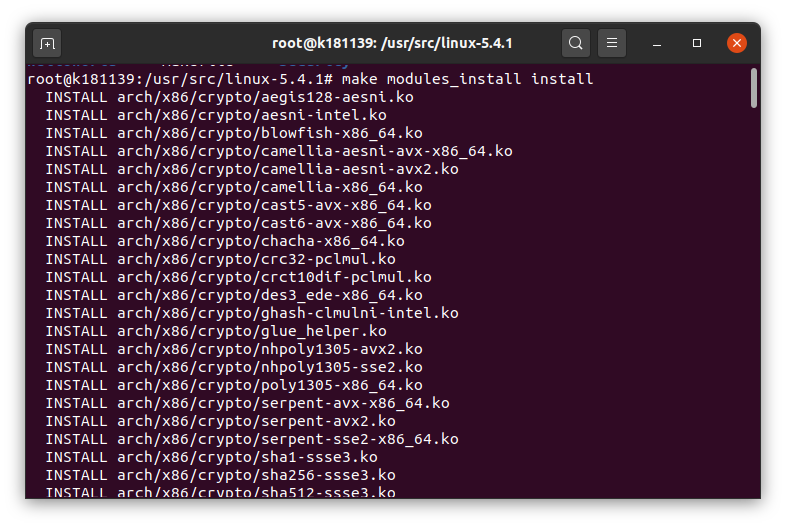 root@k181139: /usr/src/linux-5.4.1
root@k181139:/usr/src/linux-5.4.1# make modules_install install
INSTALL arch/x86/crypto/aegis128-aesni.ko
INSTALL arch/x86/crypto/aesni-intel.ko
INSTALL arch/x86/crypto/blowfish-x86_64.ko
INSTALL arch/x86/crypto/camellia-aesni-avx-x86_64.ko
INSTALL arch/x86/crypto/camellia-aesni-avx2.ko
INSTALL arch/x86/crypto/camellia-x86_64.ko
INSTALL arch/x86/crypto/cast5-avx-x86_64.ko
INSTALL arch/x86/crypto/cast6-avx-x86_64.ko
INSTALL arch/x86/crypto/chacha-x86_64.ko
INSTALL arch/x86/crypto/crc32-pclmul.ko
INSTALL arch/x86/crypto/crct10dif-pclmul.ko
INSTALL arch/x86/crypto/des3_ede-x86_64.ko
INSTALL arch/x86/crypto/ghash-clmulni-intel.ko
INSTALL arch/x86/crypto/glue_helper.ko
INSTALL arch/x86/crypto/nhpoly1305-avx2.ko
INSTALL arch/x86/crypto/nhpoly1305-sse2.ko
INSTALL arch/x86/crypto/poly1305-x86_64.ko
INSTALL arch/x86/crypto/serpent-avx-x86_64.ko
INSTALL arch/x86/crypto/serpent-avx2.ko
INSTALL arch/x86/crypto/serpent-sse2-x86_64.ko
INSTALL arch/x86/crypto/sha1-ssse3.ko
INSTALL arch/x86/crypto/sha256-ssse3.ko
INSTALL arch/x86/crypto/sha512-ssse3.ko